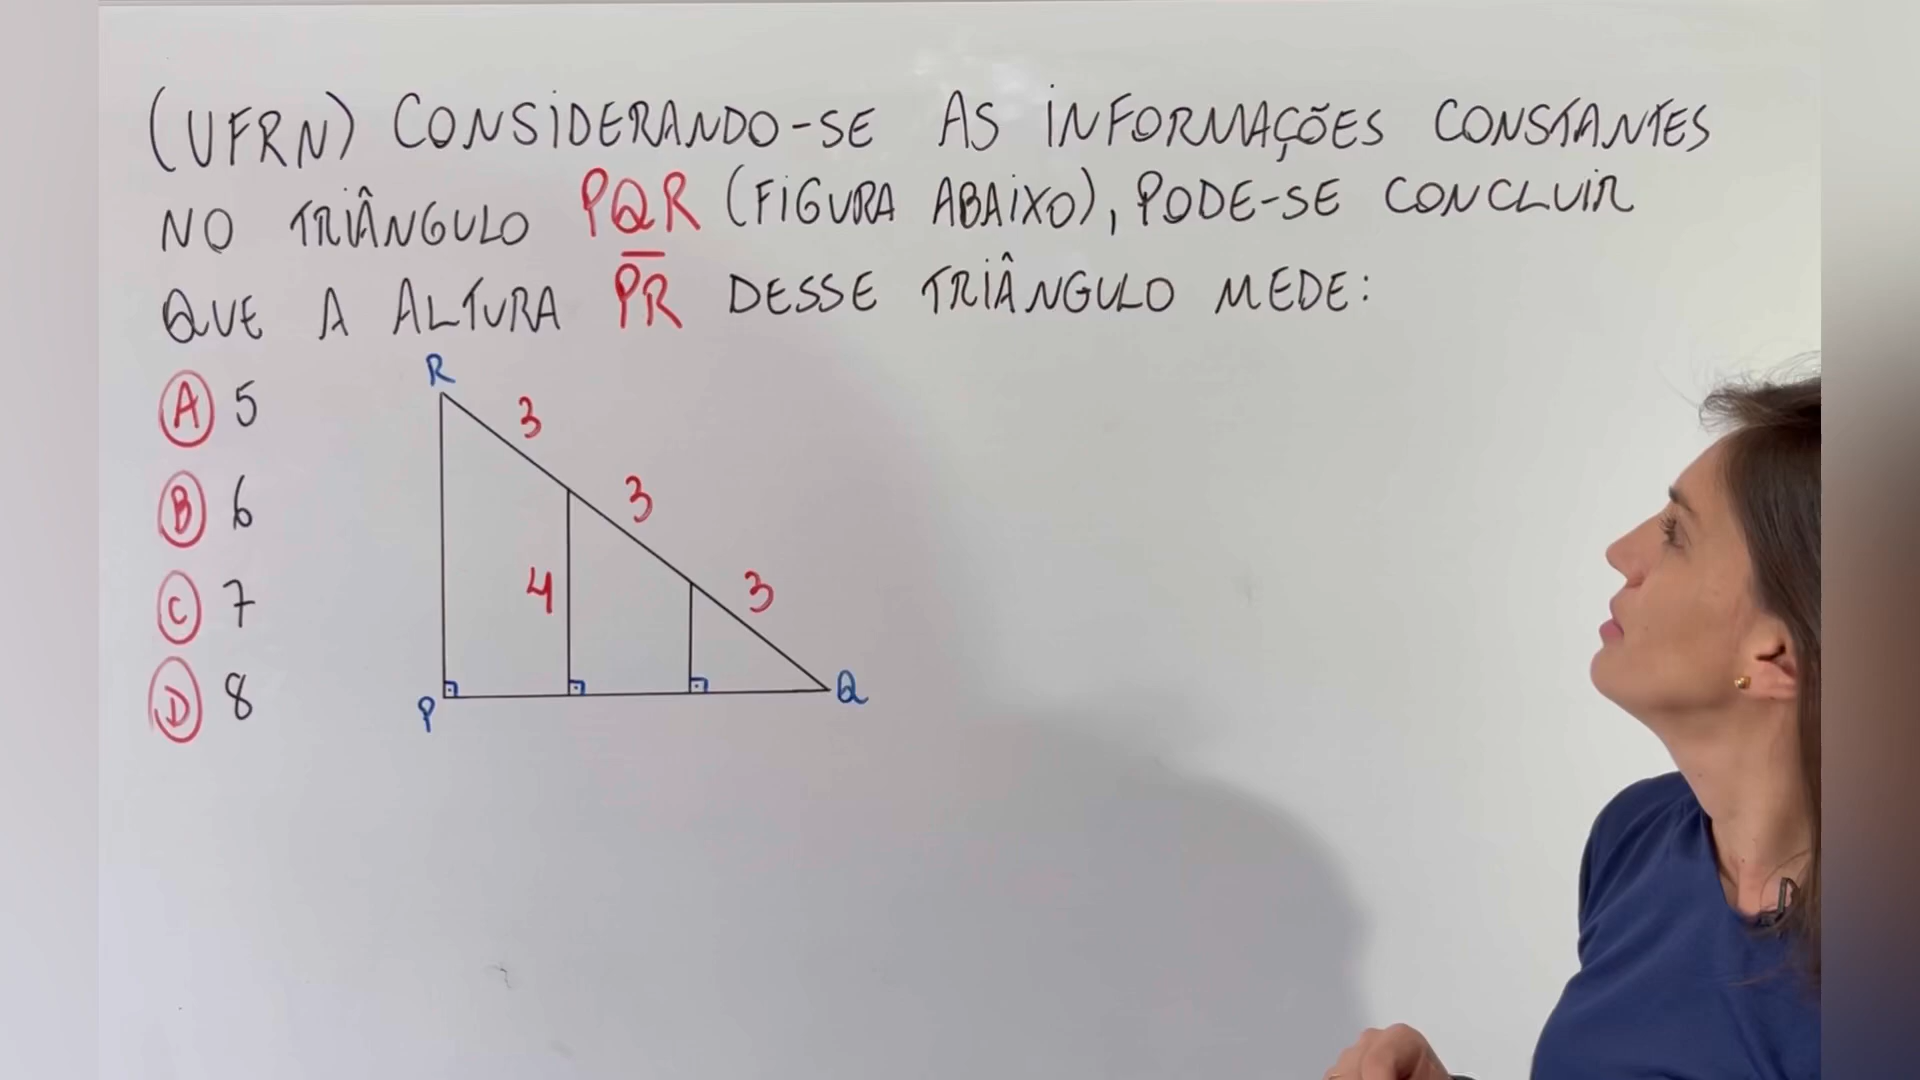 (UFRN) CONSIDERANDO-SE AS INFORMAÇÕES CONSTANTES
NO TRIÂNGULO PQR (FIGURA ABAIXO), PODE-SE CONCLUIR
QUE A ALTURA PR DESSE TRIÂNGULO MEDE:
A 5
B 6
C 7
D 8
R
3
3
4
3
P
Q